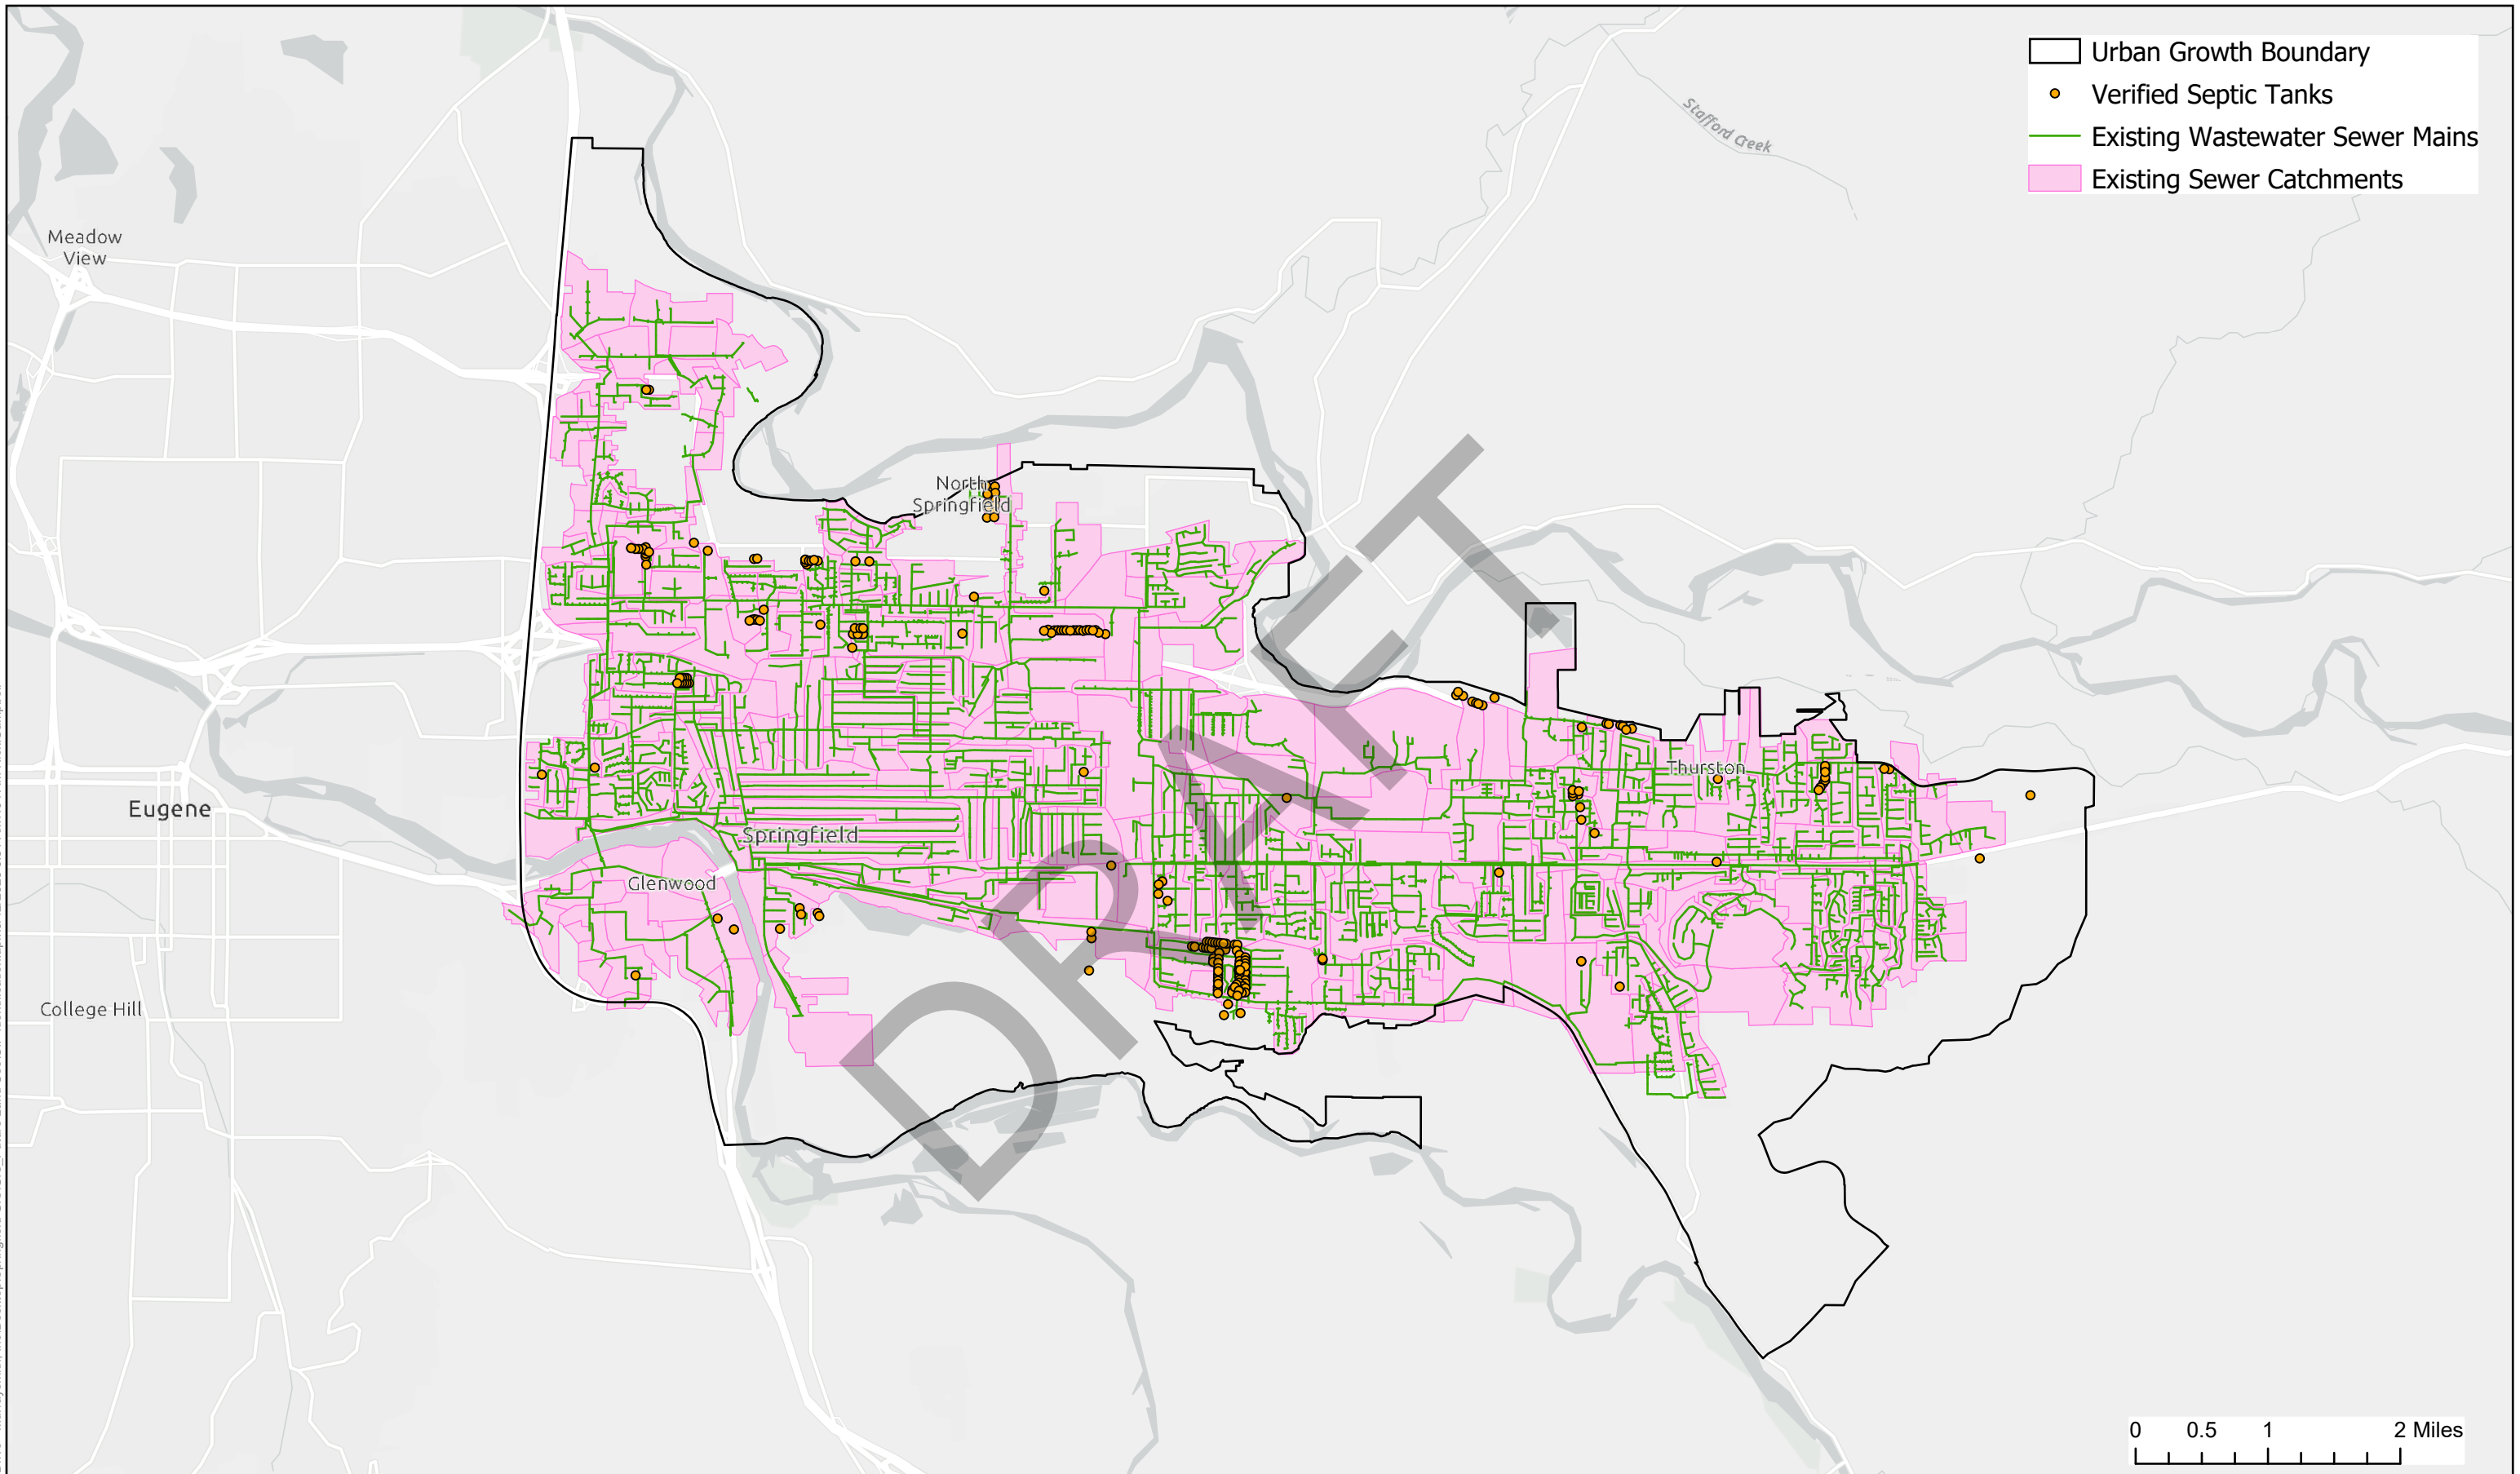 Urban Growth Boundary
Verified Septic Tanks
Existing Wastewater Sewer Mains
Existing Sewer Catchments
Stafford Creek
Meadow
View
North
Springfield
Thurston
Eugene
Springfield
Glenwood
College Hill
DRAFT
0 0.5 1 2 Miles